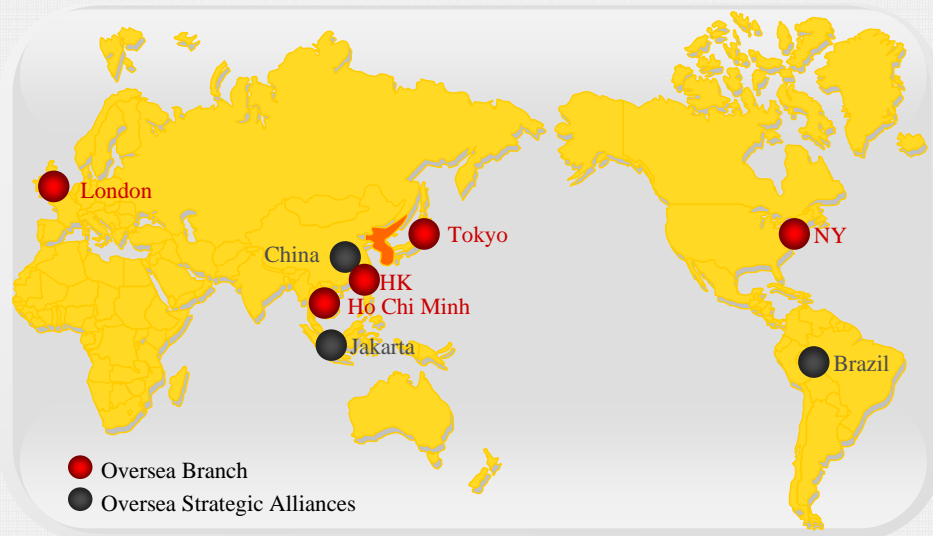 London
Tokyo
NY
China
HK
Ho Chi Minh
Jakarta
Brazil
Oversea Branch
Oversea Strategic Alliances